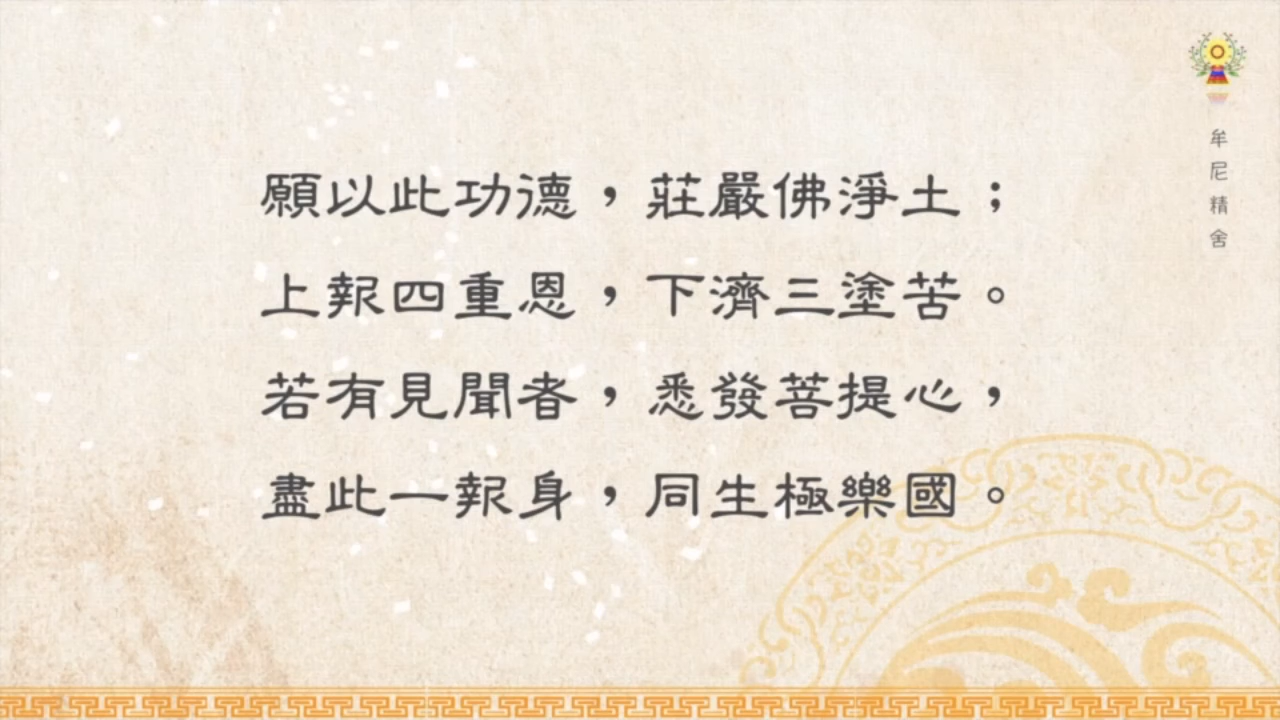 願以此功德，莊嚴佛淨土；
上報四重恩，下濟三塗苦。
若有見聞者，悉發菩提心，
盡此一報身，同生極樂國。
牟尼精舍